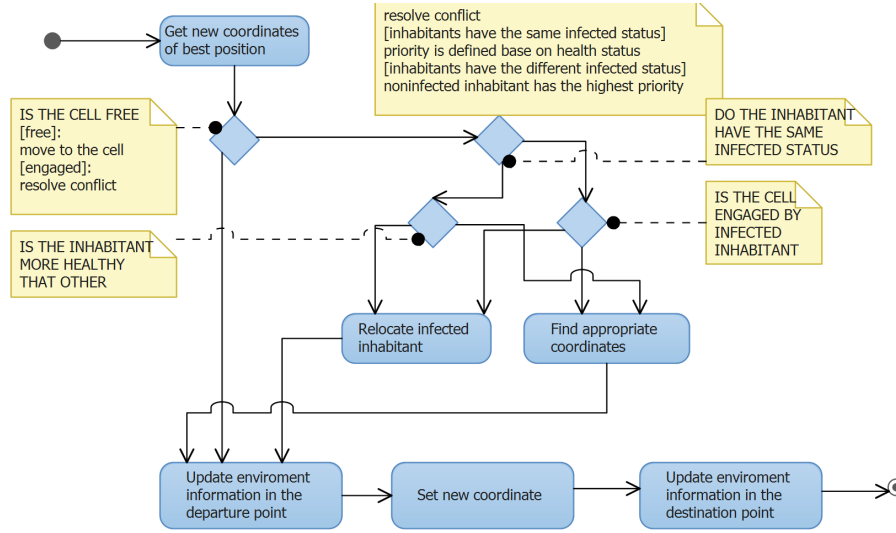 resolve conflict
[inhabitants have the same infected status]
priority is defined base on health status
[inhabitants have the different infected status]
noninfected inhabitant has the highest priority
Get new coordinates
of best position
IS THE CELL FREE
[free]:
move to the cell
[engaged]:
resolve conflict
DO THE INHABITANT
HAVE THE SAME
INFECTED STATUS
IS THE CELL
ENGAGED BY
INFECTED
INHABITANT
IS THE INHABITANT
MORE HEALTHY
THAT OTHER
Relocate infected
inhabitant
Find appropriate
coordinates
Update enviroment
information in the
departure point
Set new coordinate
Update enviroment
information in the
destination point